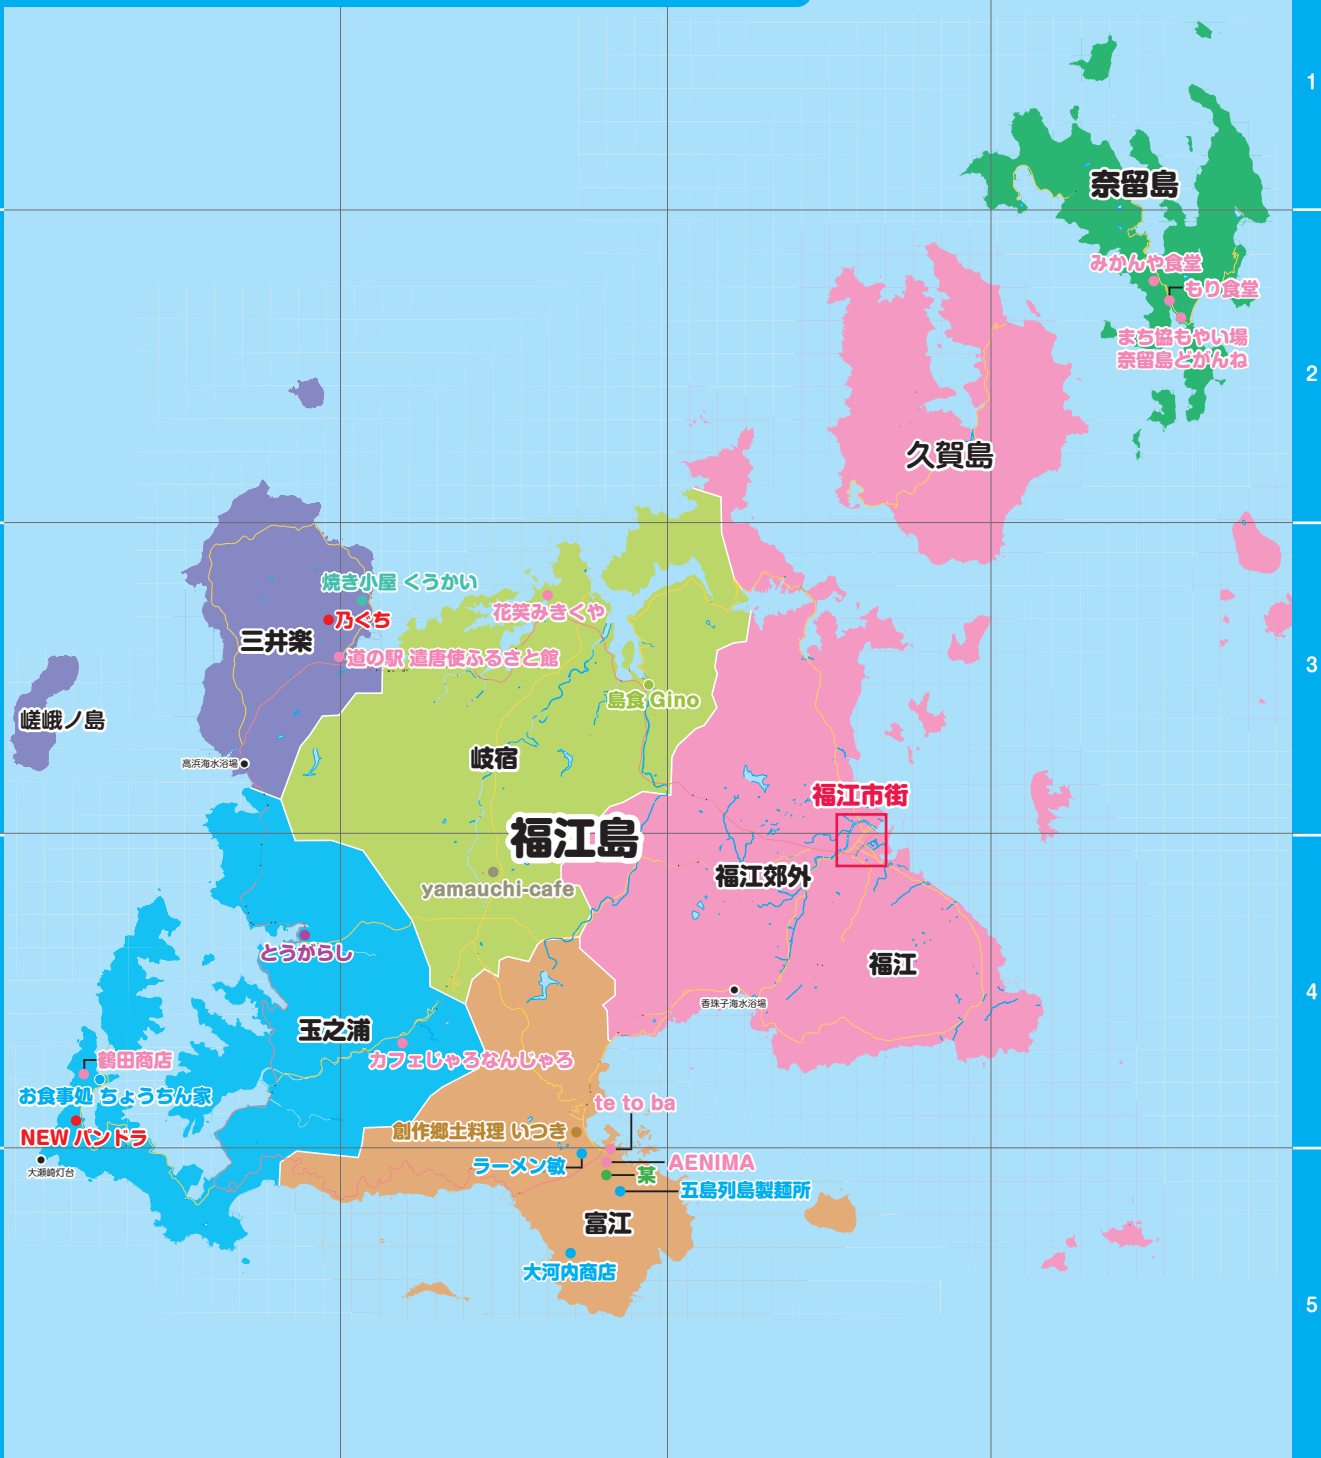 1
奈留島
みかんや食堂
もり食堂
まち協もやい場
奈留島どがんね
2
久賀島
焼き小屋 くうかい
乃ぐち
花笑みきくや
三井楽
道の駅 遣唐使ふるさと館
3
島食 Gino
嵯峨ノ島
岐宿
高浜海水浴場
福江市街
福江島
福江郊外
yamauchi-cafe
とうがらし
福江
4
香珠子海水浴場
玉之浦
鶴田商店
カフェじゃろなんじゃろ
お食事処 ちょうちん家
te to ba
NEW パンドラ
創作郷土料理 いつき
大瀬崎灯台
ラーメン敏
AENIMA
某
五島列島製麺所
富江
大河内商店
5